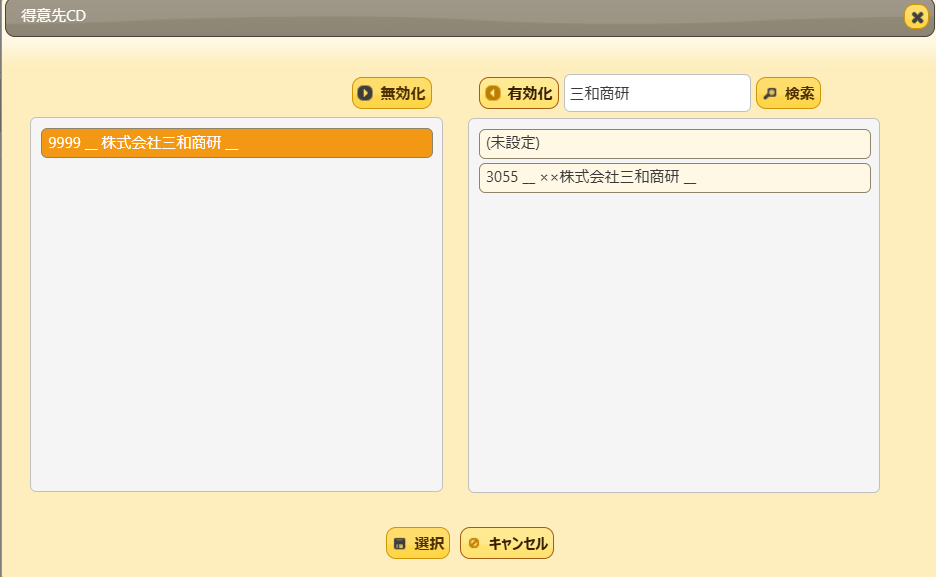 得意先CD
無効化
有効化
三和商研
検索
9999 __ 株式会社三和商研 __
(未設定)
3055 __ ××株式会社三和商研 __
選択
キャンセル